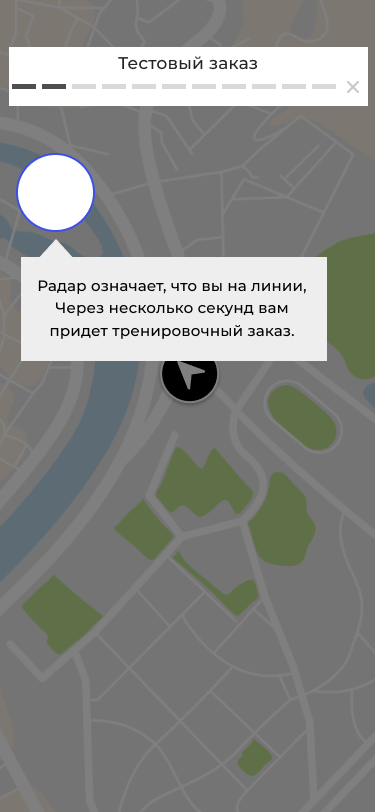 Тестовый заказ
Радар означает, что вы на линии,
Через несколько секунд вам
придет тренировочный заказ.